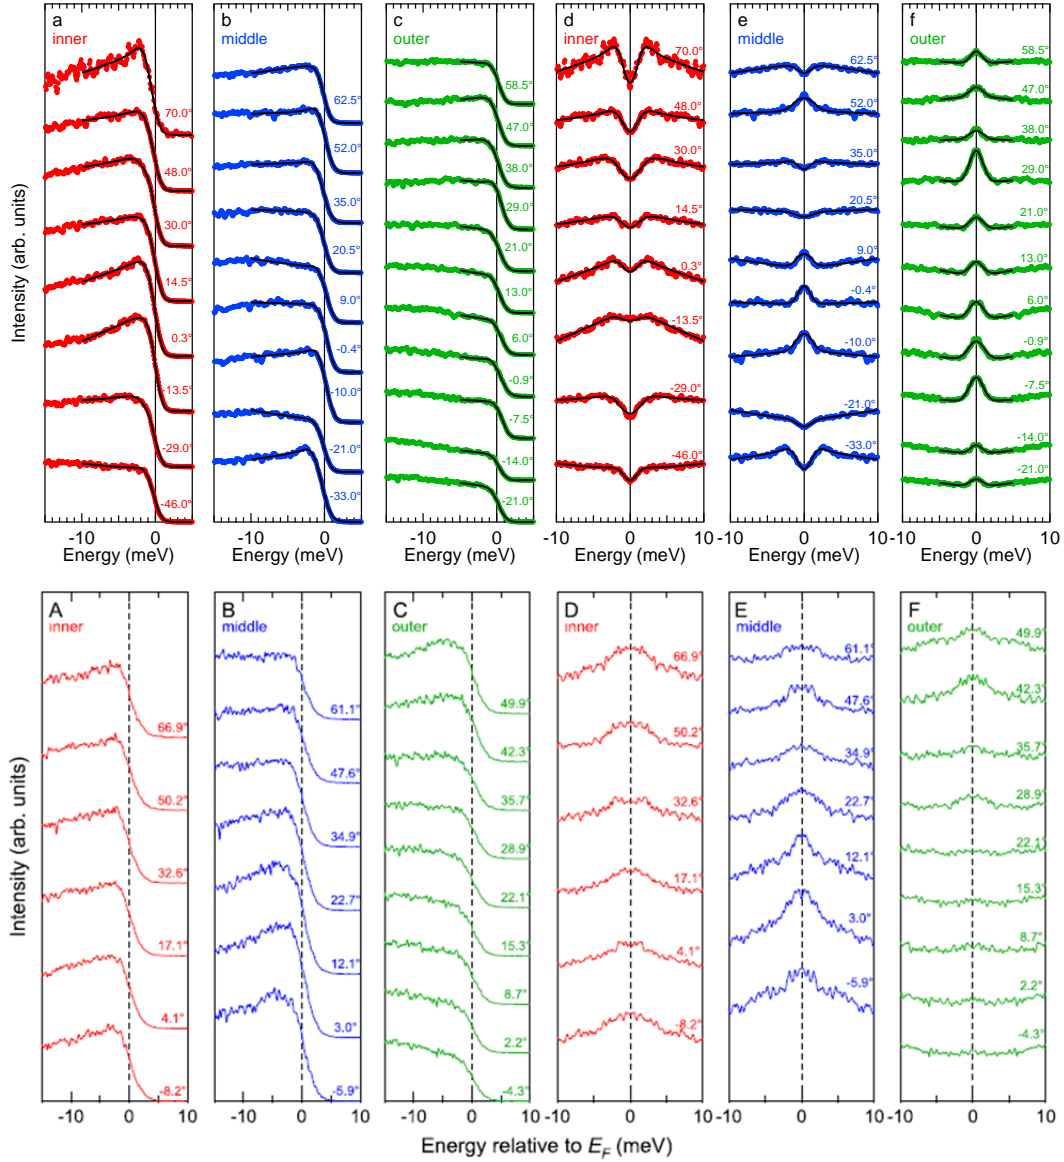 a
inner
70.0°
48.0°
30.0°
14.5°
0.3°
-13.5°
-29.0°
-46.0°
-10 0
Energy (meV)
b
middle
62.5°
52.0°
35.0°
20.5°
9.0°
-0.4°
-10.0°
-21.0°
-33.0°
-10 0
Energy (meV)
c
outer
58.5°
47.0°
38.0°
29.0°
21.0°
13.0°
6.0°
-0.9°
-7.5°
-14.0°
-21.0°
-10 0
Energy (meV)
d
inner
70.0°
48.0°
30.0°
14.5°
0.3°
-13.5°
-29.0°
-46.0°
-10 0 10
Energy (meV)
e
middle
62.5°
52.0°
35.0°
20.5°
9.0°
-0.4°
-10.0°
-21.0°
-33.0°
-10 0 10
Energy (meV)
f
outer
58.5°
47.0°
38.0°
29.0°
21.0°
13.0°
6.0°
-0.9°
-7.5°
-14.0°
-21.0°
-10 0 10
Energy (meV)
Intensity (arb. units)
A
inner
66.9°
50.2°
32.6°
17.1°
4.1°
-8.2°
-10 0 10
B
middle
61.1°
47.6°
34.9°
22.7°
12.1°
3.0°
-5.9°
-10 0 10
C
outer
49.9°
42.3°
35.7°
28.9°
22.1°
15.3°
8.7°
2.2°
-4.3°
-10 0 10
D
inner
66.9°
50.2°
32.6°
17.1°
4.1°
-8.2°
-10 0 10
E
middle
61.1°
47.6°
34.9°
22.7°
12.1°
3.0°
-5.9°
-10 0 10
F
outer
49.9°
42.3°
35.7°
28.9°
22.1°
15.3°
8.7°
2.2°
-4.3°
-10 0 10
Intensity (arb. units)
Energy relative to E_F (meV)